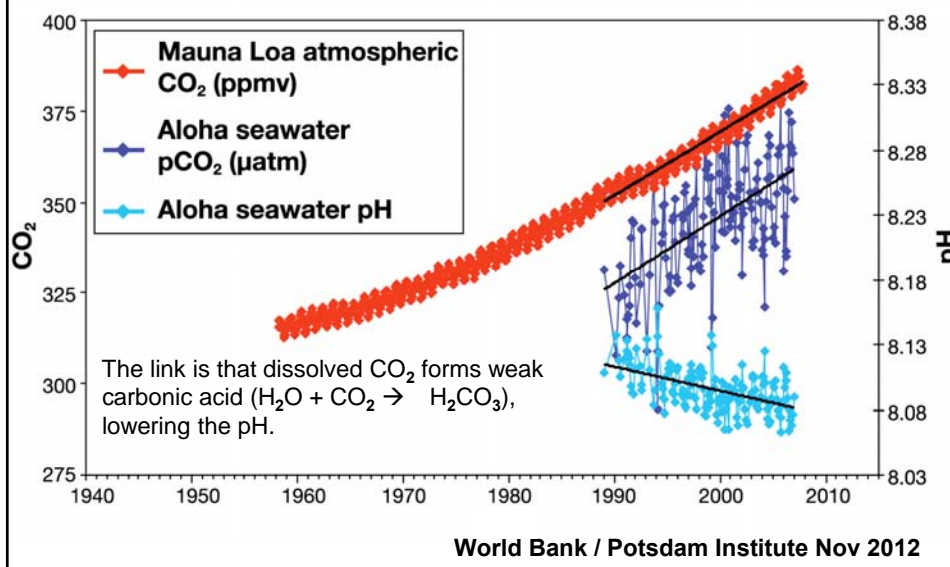 400
375
350
325
300
275
CO₂
Mauna Loa atmospheric
CO₂ (ppmv)
Aloha seawater
pCO₂ (µatm)
Aloha seawater pH
The link is that dissolved CO₂ forms weak
carbonic acid (H₂O + CO₂ → H₂CO₃),
lowering the pH.
8.38
8.33
8.28
8.23
8.18
8.13
8.08
8.03
pH
1940 1950 1960 1970 1980 1990 2000 2010
World Bank / Potsdam Institute Nov 2012